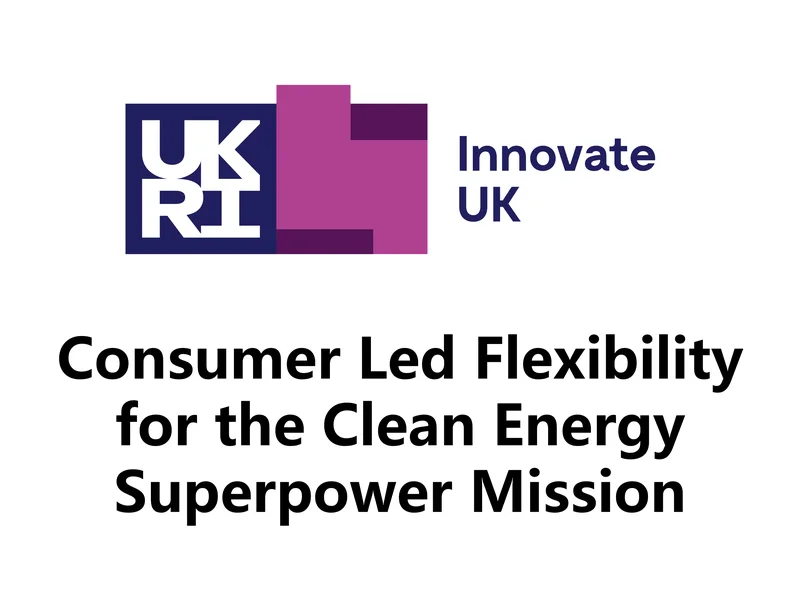 UK
RI
Innovate
UK
Consumer Led Flexibility
for the Clean Energy
Superpower Mission